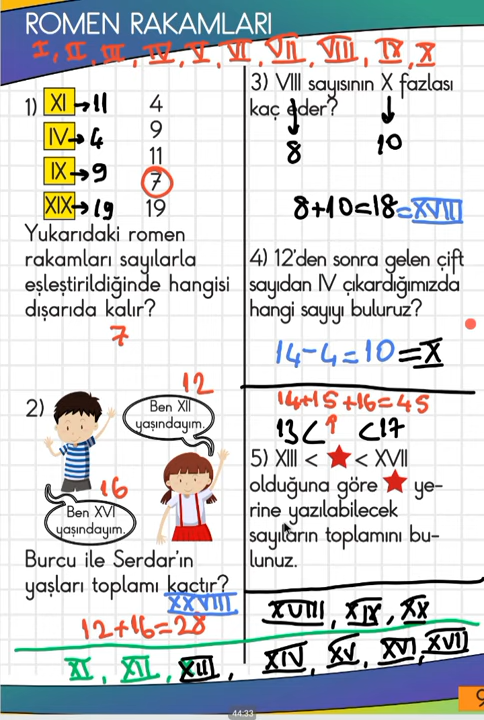 ROMEN RAKAMLARI
I, II, III, IV, V, VI, VII, VIII, IX, X
1) XI → 11 4
IV → 4 9
IX → 9 11
7
XIX → 19 19
Yukarıdaki romen
rakamları sayılarla
eşleştirildiğinde hangisi
dışarıda kalır?
7
2)
12
Ben XII
yaşındayım.
16
Ben XVI
yaşındayım.
Burcu ile Serdar'ın
yaşları toplamı kaçtır?
XXVIII
12+16=28
3) VIII sayısının X fazlası
kaç eder?
8 10
8+10=18=XVIII
4) 12'den sonra gelen çift
sayıdan IV çıkardığımızda
hangi sayıyı buluruz?
14-4=10=X
14+15+16=45
13< ? <17
5) XIII < ★ < XVII
olduğuna göre ★ ye-
rine yazılabilecek
sayıların toplamını bu-
lunuz.
XVIII, XIX, XX
XI, XII, XIII, XIV, XV, XVI, XVII
9
44:33